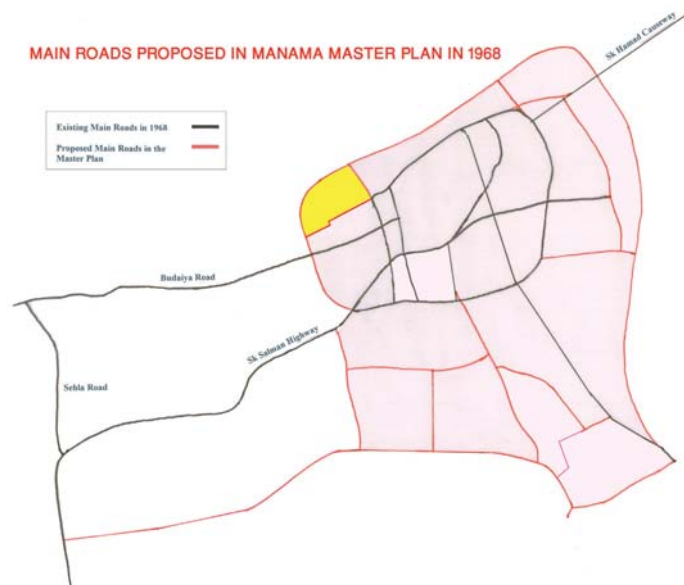 MAIN ROADS PROPOSED IN MANAMA MASTER PLAN IN 1968
Sk Hamad Causeway
Existing Main Roads in 1968
Proposed Main Roads in the
Master Plan
Budaiya Road
Sk Salman Highway
Sehla Road